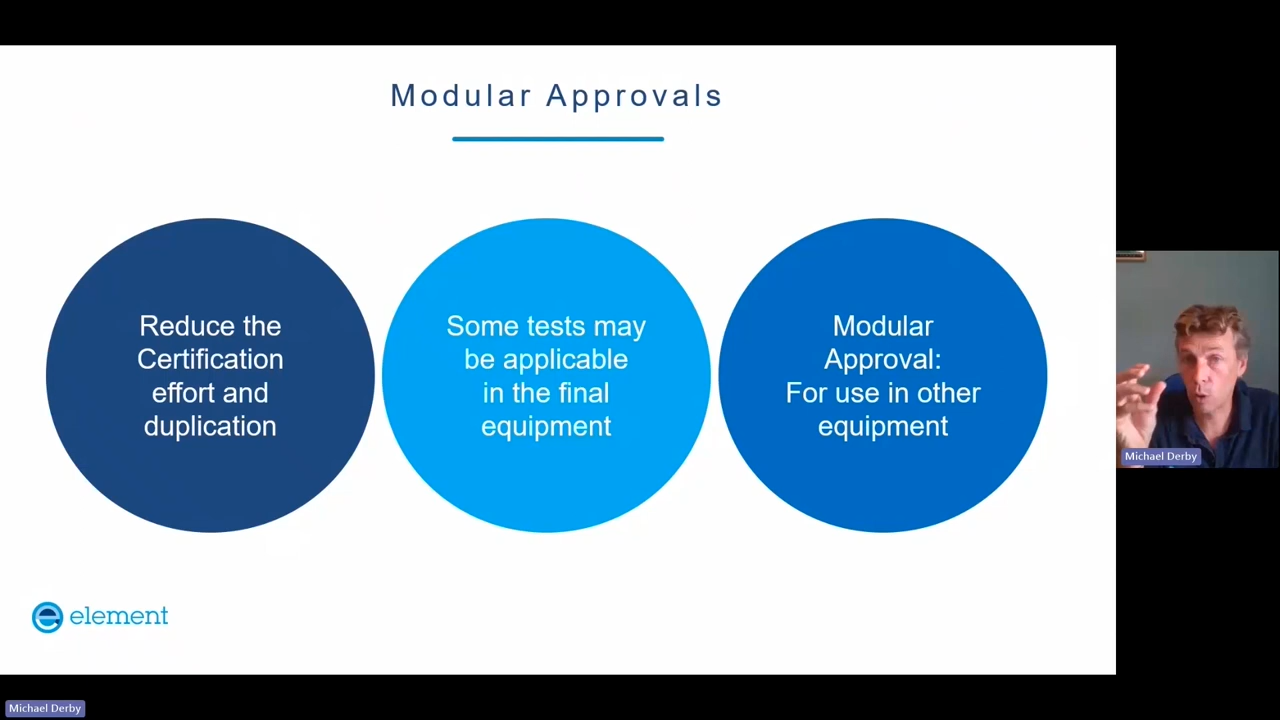 Modular Approvals
Reduce the
Certification
effort and
duplication
Some tests may
be applicable
in the final
equipment
Modular
Approval:
For use in other
equipment
element
Michael Derby
Michael Derby